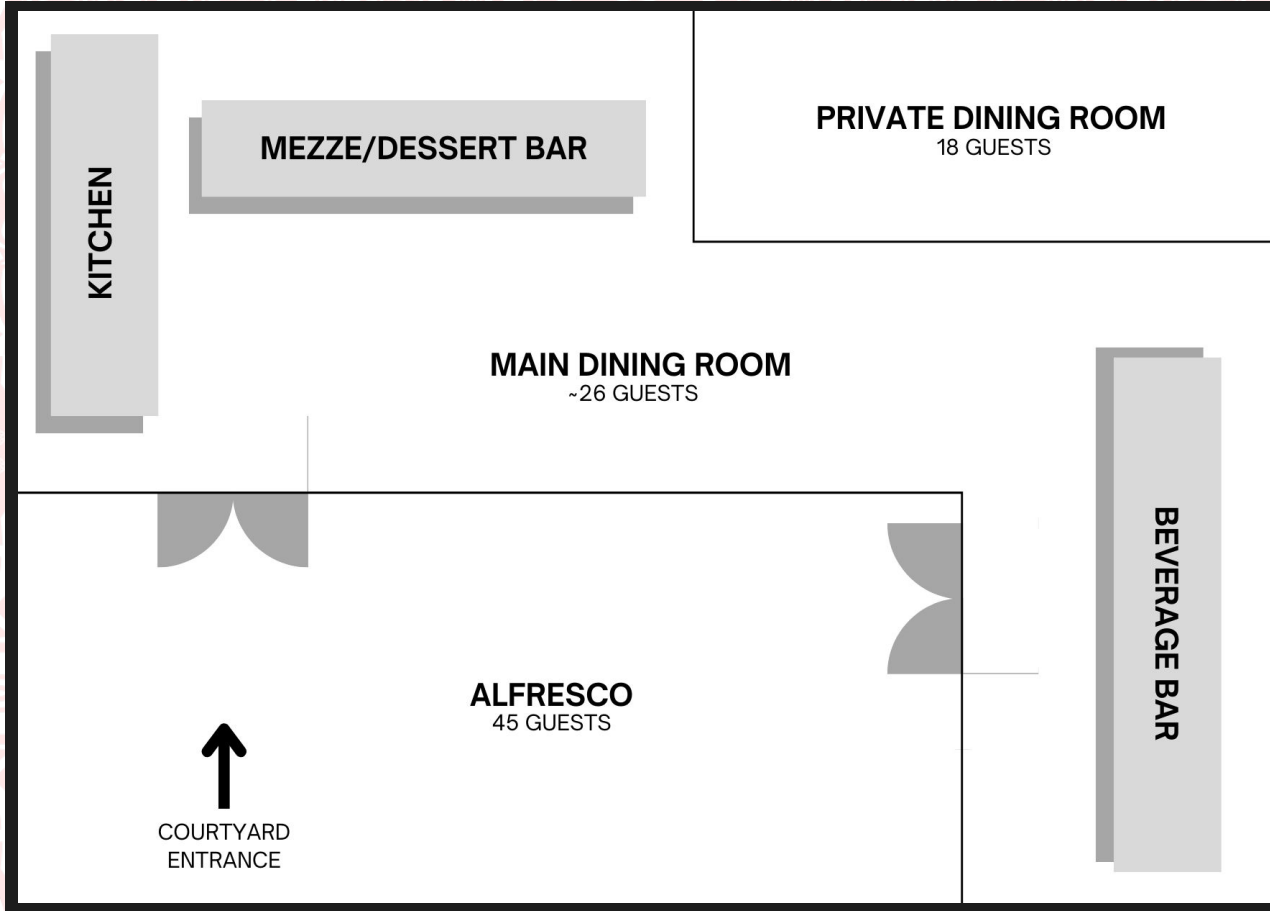 KITCHEN
MEZZE/DESSERT BAR
PRIVATE DINING ROOM
18 GUESTS
MAIN DINING ROOM
~26 GUESTS
BEVERAGE BAR
ALFRESCO
45 GUESTS
COURTYARD
ENTRANCE